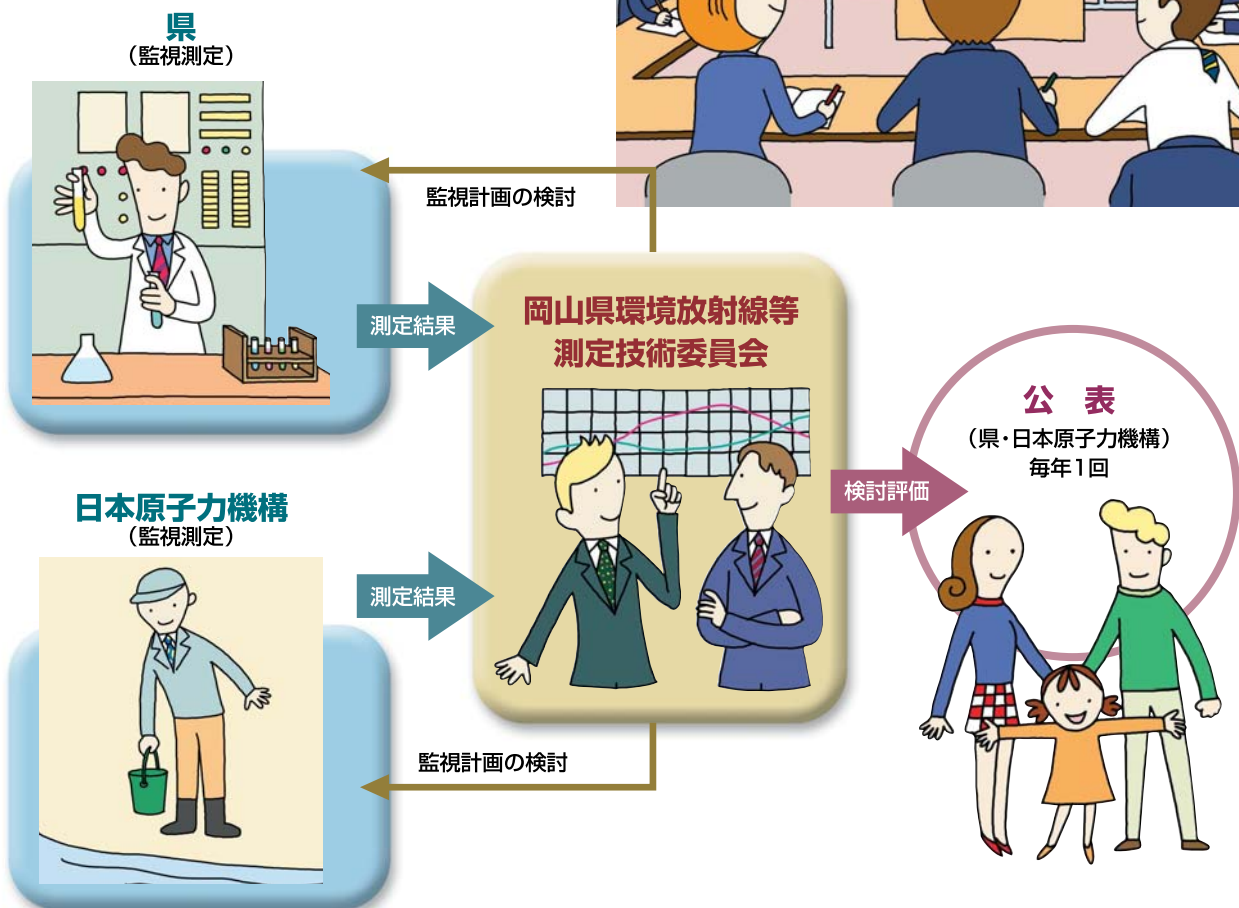 県
（監視測定）
監視計画の検討
測定結果
岡山県環境放射線等
測定技術委員会
公 表
（県・日本原子力機構）
毎年1回
検討評価
日本原子力機構
（監視測定）
測定結果
監視計画の検討